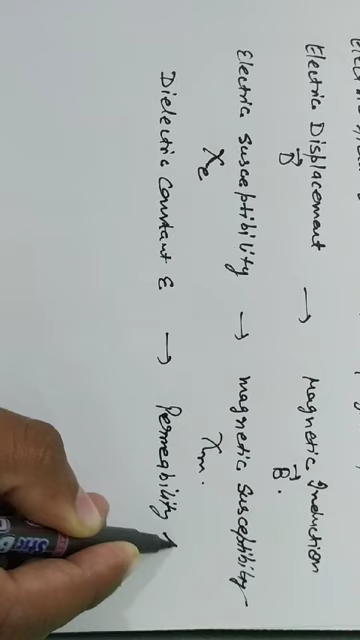 Electric Displacement → Magnetic Induction
D⃗ B⃗.
Electric susceptibility → magnetic susceptibility
χe χm.
Dielectric Constant ε → Permeability